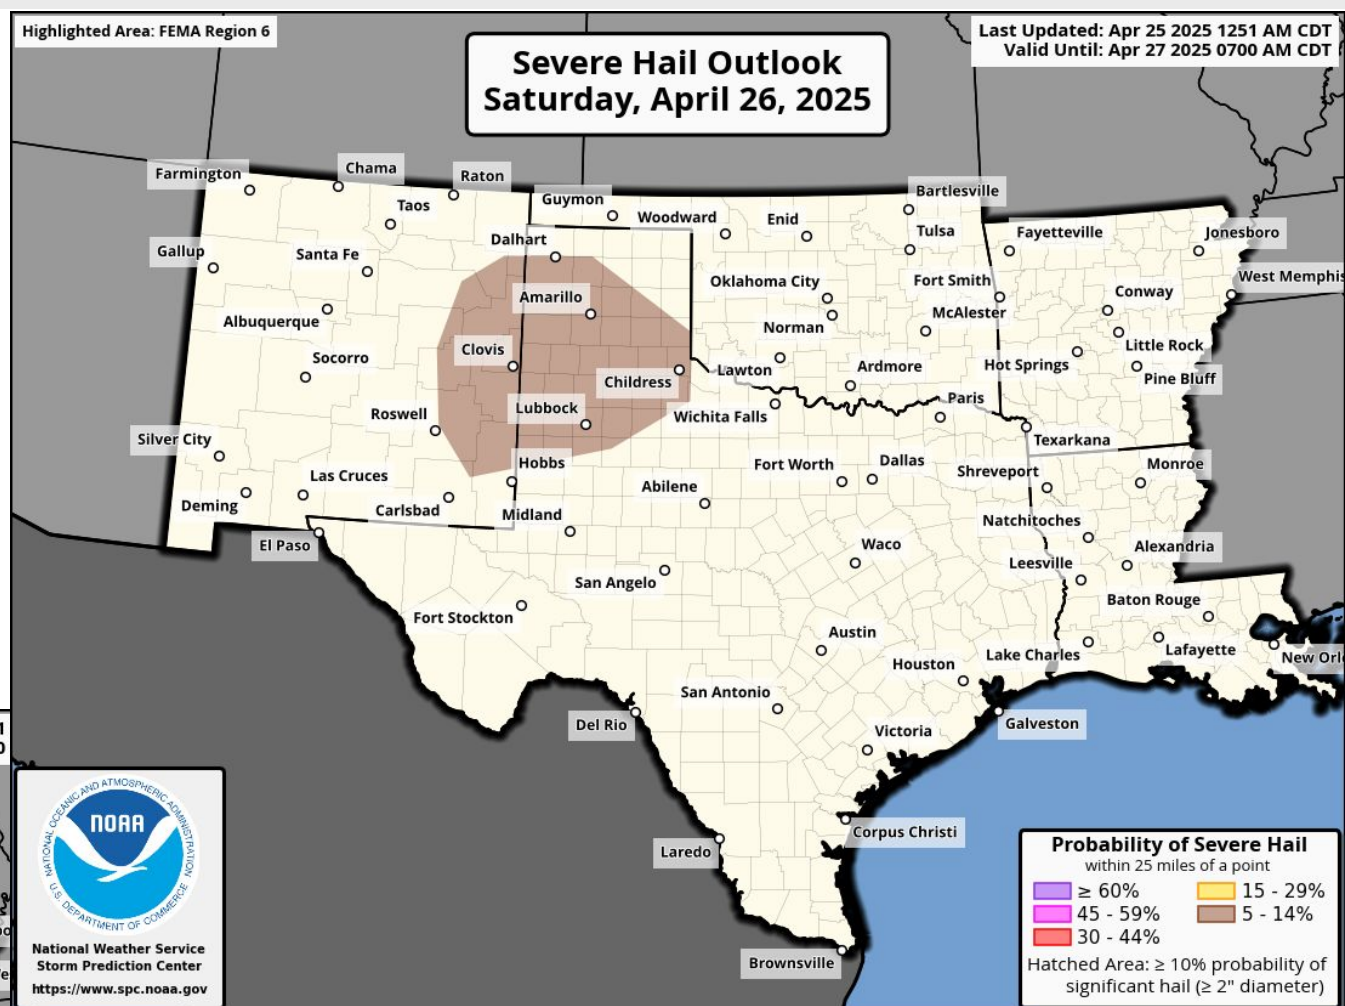 Highlighted Area: FEMA Region 6
Last Updated: Apr 25 2025 1251 AM CDT
Valid Until: Apr 27 2025 0700 AM CDT
Severe Hail Outlook
Saturday, April 26, 2025
Farmington
Chama
Raton
Guymon
Bartlesville
Taos
Woodward
Enid
Tulsa
Fayetteville
Jonesboro
Gallup
Santa Fe
Dalhart
Oklahoma City
Fort Smith
West Memphis
Albuquerque
Amarillo
Norman
McAlester
Conway
Socorro
Clovis
Childress
Lawton
Ardmore
Hot Springs
Little Rock
Pine Bluff
Roswell
Lubbock
Wichita Falls
Paris
Texarkana
Silver City
Las Cruces
Hobbs
Abilene
Fort Worth
Dallas
Shreveport
Monroe
Deming
Carlsbad
Midland
Natchitoches
El Paso
San Angelo
Waco
Leesville
Alexandria
Fort Stockton
Baton Rouge
Austin
Houston
Lake Charles
Lafayette
New Orl
San Antonio
Del Rio
Victoria
Galveston
Corpus Christi
Laredo
Brownsville
NATIONAL OCEANIC AND ATMOSPHERIC ADMINISTRATION
NOAA
U.S. DEPARTMENT OF COMMERCE
National Weather Service
Storm Prediction Center
https://www.spc.noaa.gov
Probability of Severe Hail
within 25 miles of a point
≥ 60%
15 - 29%
45 - 59%
5 - 14%
30 - 44%
Hatched Area: ≥ 10% probability of
significant hail (≥ 2" diameter)